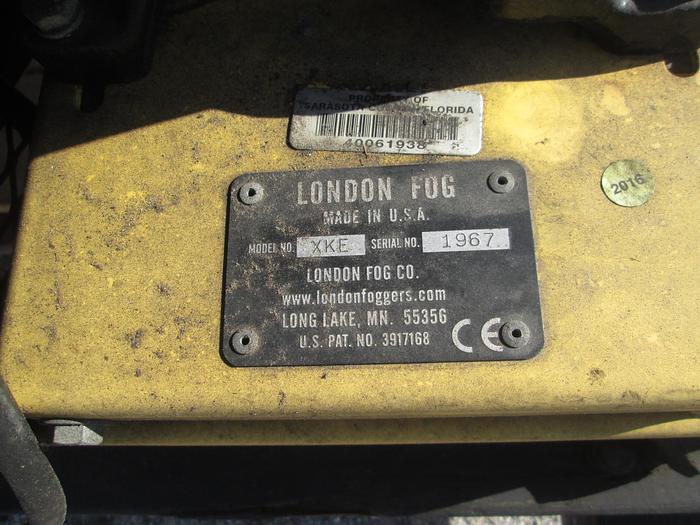 PROPERTY OF
SARASOTA COUNTY FLORIDA
40061938
2016
LONDON FOG
MADE IN U.S.A.
MODEL NO. XKE SERIAL NO. 1967
LONDON FOG CO.
www.londonfoggers.com
LONG LAKE, MN. 55356
U.S. PAT. NO. 3917168
CE